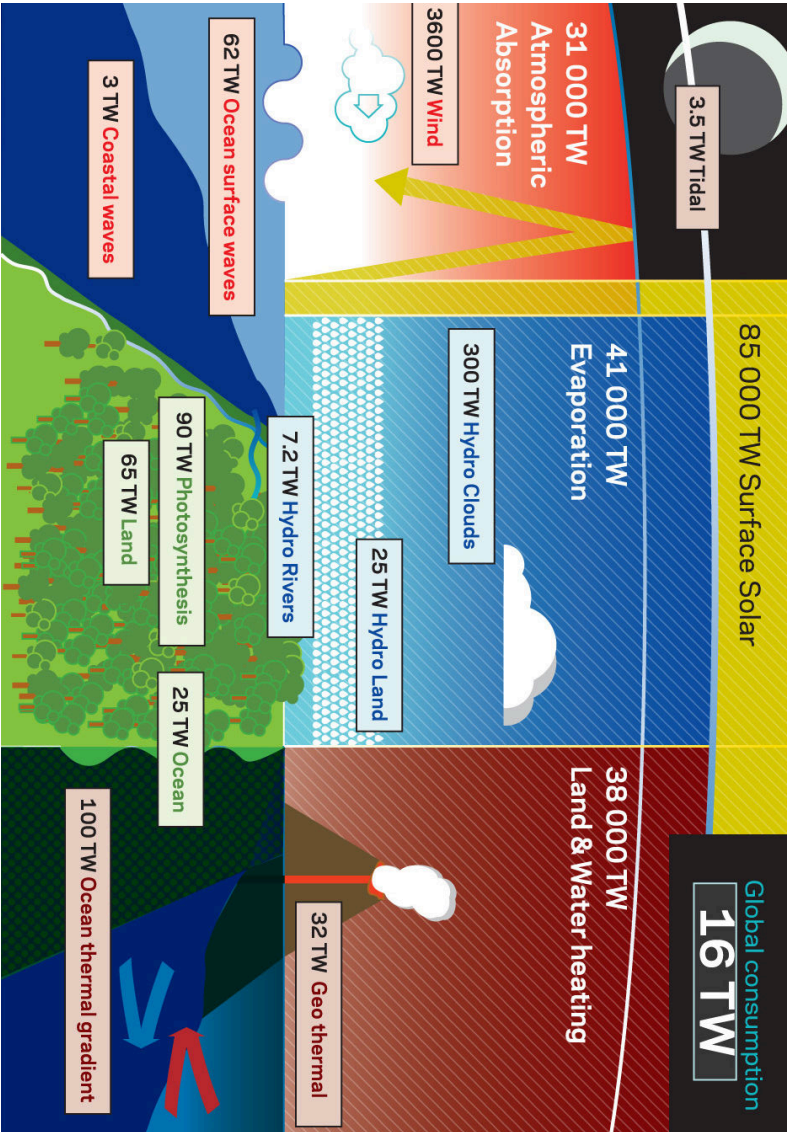 85 000 TW Surface Solar
Global consumption
16 TW
3.5 TW Tidal
31 000 TW
Atmospheric
Absorption
41 000 TW
Evaporation
38 000 TW
Land & Water heating
3600 TW Wind
300 TW Hydro Clouds
25 TW Hydro Land
32 TW Geo thermal
7.2 TW Hydro Rivers
62 TW Ocean surface waves
90 TW Photosynthesis
25 TW Ocean
3 TW Coastal waves
65 TW Land
100 TW Ocean thermal gradient